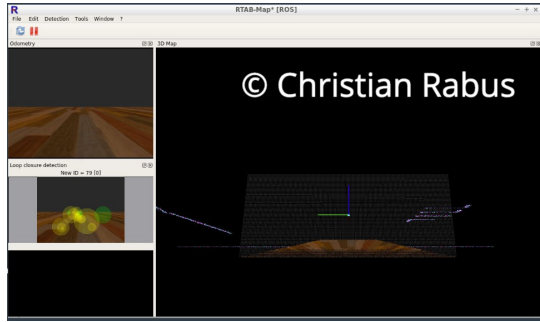 RTAB-Map* [ROS]
File Edit Detection Tools Window ?
Odometry
3D Map
© Christian Rabus
Loop closure detection
New ID = 79 [0]